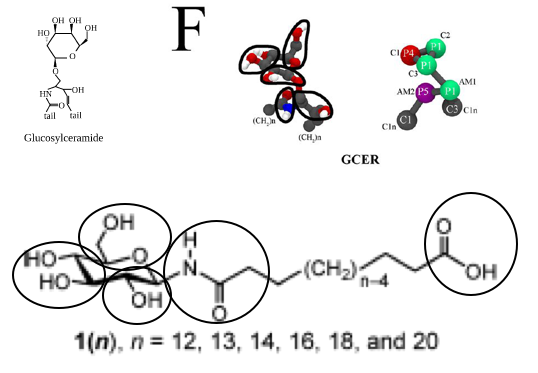 F
OH OH
HO
OH
O
O
HN
OH
O
tail
tail
Glucosylceramide
(CH₂)n
(CH₂)n
C2
C1 P4 P1
C3 P1
AM1
AM2 P5 P1
C3 C1n
C1
C1n
GCER
OH
HO
O
H
N
HO
OH
O
(CH₂)n–4
O
OH
1(n), n = 12, 13, 14, 16, 18, and 20